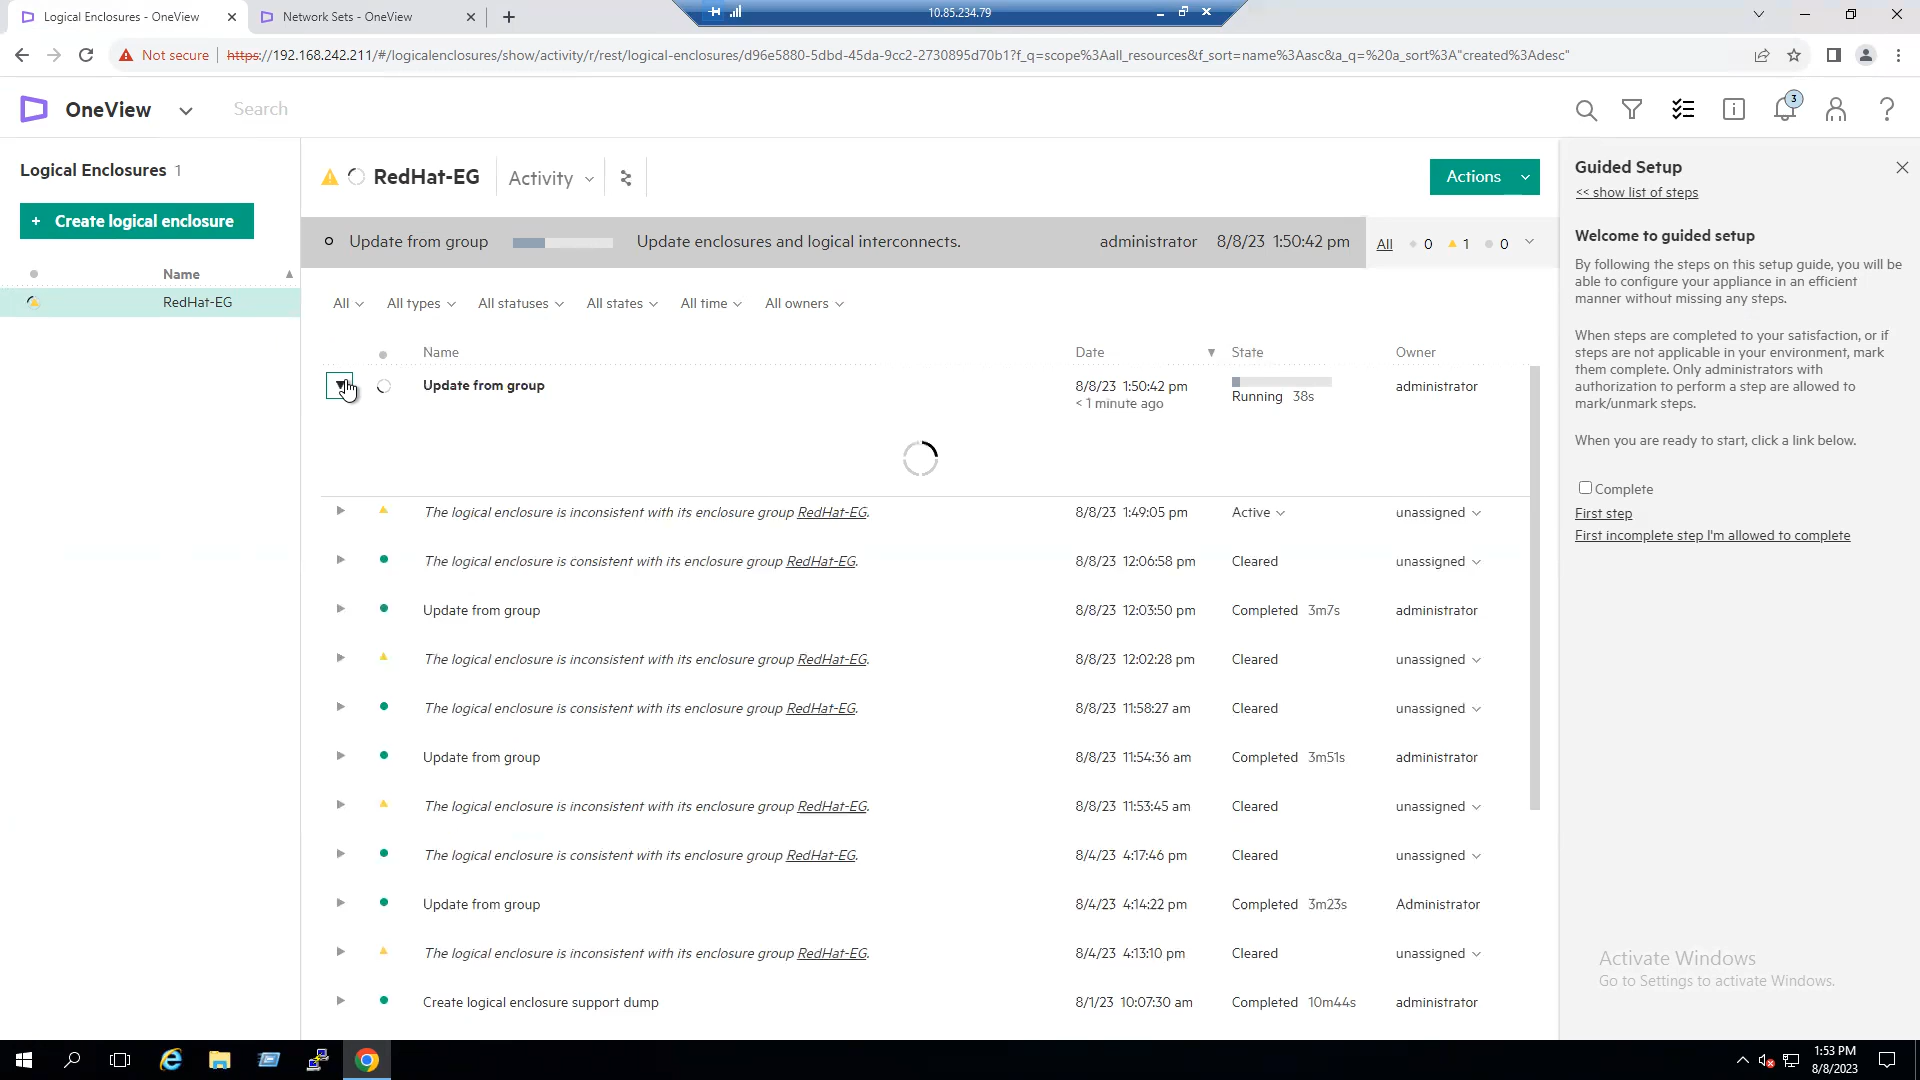 Logical Enclosures - OneView
Network Sets - OneView
10.85.234.79
Not secure
https://192.168.242.211/#/logicalenclosures/show/activity/r/rest/logical-enclosures/d96e5880-5dbd-45da-9cc2-2730895d70b1?f_q=scope%3Aall_resources&f_sort=name%3Aasc&a_q=%20a_sort%3A"created%3Adesc"
OneView
Search
3
Logical Enclosures 1
+ Create logical enclosure
Name
RedHat-EG
RedHat-EG
Activity
Actions
Update from group
Update enclosures and logical interconnects.
administrator
8/8/23 1:50:42 pm
All 0 1 0
All
All types
All statuses
All states
All time
All owners
Name Date State Owner
Update from group 8/8/23 1:50:42 pm administrator
< 1 minute ago Running 38s
The logical enclosure is inconsistent with its enclosure group RedHat-EG. 8/8/23 1:49:05 pm Active unassigned
The logical enclosure is consistent with its enclosure group RedHat-EG. 8/8/23 12:06:58 pm Cleared unassigned
Update from group 8/8/23 12:03:50 pm Completed 3m7s administrator
The logical enclosure is inconsistent with its enclosure group RedHat-EG. 8/8/23 12:02:28 pm Cleared unassigned
The logical enclosure is consistent with its enclosure group RedHat-EG. 8/8/23 11:58:27 am Cleared unassigned
Update from group 8/8/23 11:54:36 am Completed 3m51s administrator
The logical enclosure is inconsistent with its enclosure group RedHat-EG. 8/8/23 11:53:45 am Cleared unassigned
The logical enclosure is consistent with its enclosure group RedHat-EG. 8/4/23 4:17:46 pm Cleared unassigned
Update from group 8/4/23 4:14:22 pm Completed 3m23s Administrator
The logical enclosure is inconsistent with its enclosure group RedHat-EG. 8/4/23 4:13:10 pm Cleared unassigned
Create logical enclosure support dump 8/1/23 10:07:30 am Completed 10m44s administrator
Guided Setup
<< show list of steps
Welcome to guided setup
By following the steps on this setup guide, you will be
able to configure your appliance in an efficient
manner without missing any steps.
When steps are completed to your satisfaction, or if
steps are not applicable in your environment, mark
them complete. Only administrators with
authorization to perform a step are allowed to
mark/unmark steps.
When you are ready to start, click a link below.
Complete
First step
First incomplete step I'm allowed to complete
Activate Windows
Go to Settings to activate Windows.
1:53 PM
8/8/2023